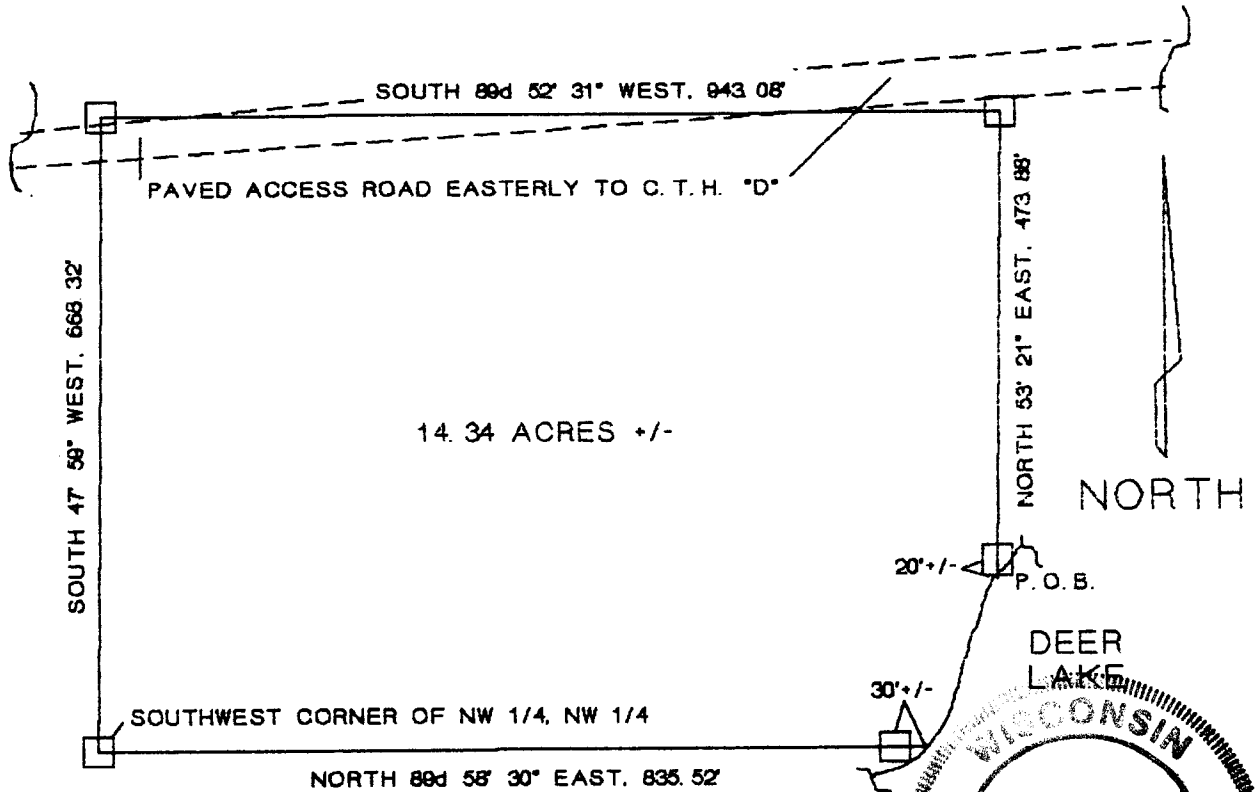 SOUTH 89d 52' 31" WEST. 943.08'
PAVED ACCESS ROAD EASTERLY TO C. T. H. "D"
SOUTH 47' 59" WEST. 668.32'
NORTH 53' 21" EAST. 473.88'
14.34 ACRES +/-
NORTH
20'+/-
P.O.B.
DEER
LAKE
30'+/-
WISCONSIN
SOUTHWEST CORNER OF NW 1/4, NW 1/4
NORTH 89d 58' 30" EAST. 835.52'